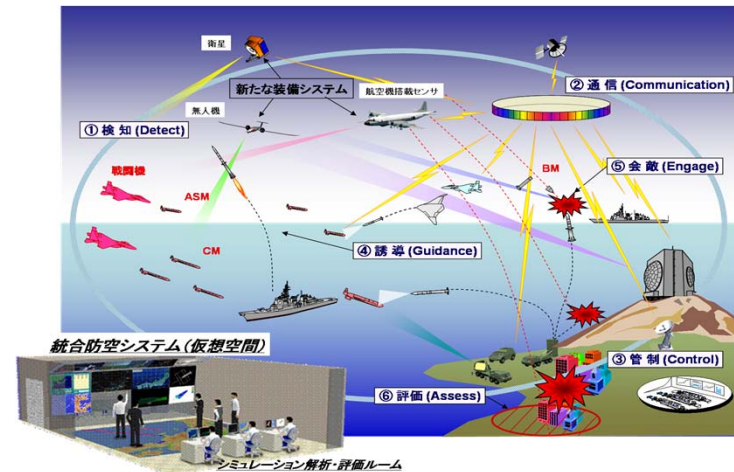 衛星
新たな装備システム
航空機搭載センサ
② 通信 (Communication)
無人機
① 検知 (Detect)
戦闘機
ASM
BM
⑤ 会敵 (Engage)
CM
④ 誘導 (Guidance)
統合防空システム(仮想空間)
③ 管制 (Control)
⑥ 評価 (Assess)
シミュレーション解析・評価ルーム